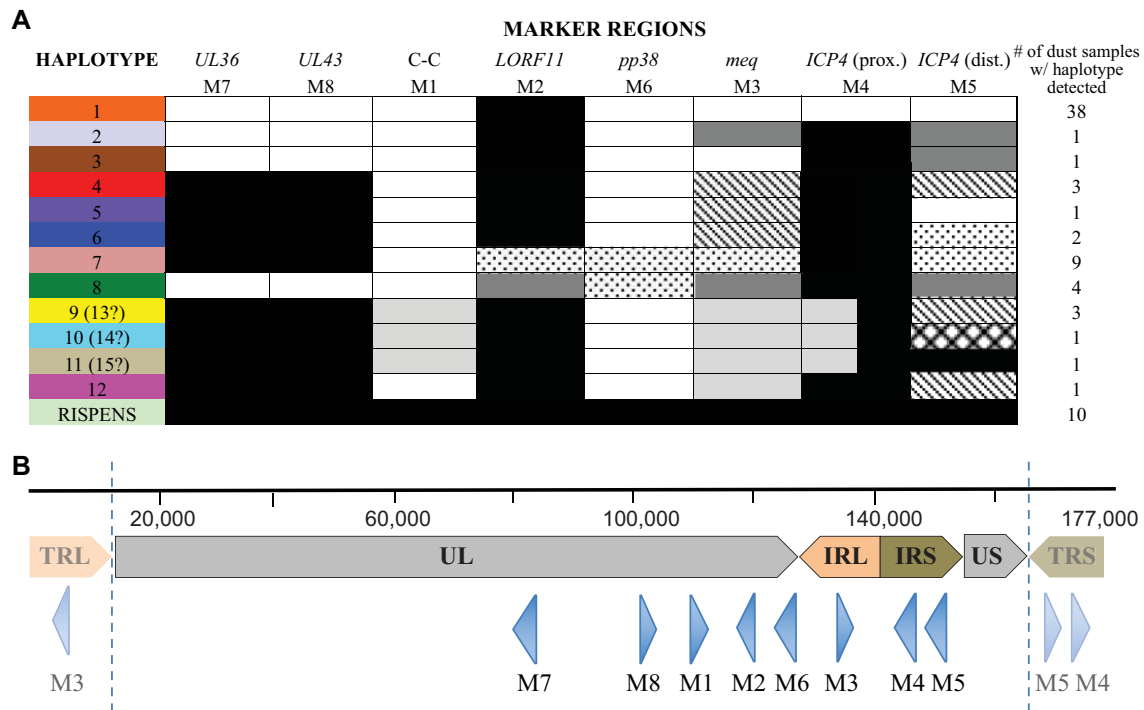 A
MARKER REGIONS
HAPLOTYPE UL36 UL43 C-C LORF11 pp38 meq ICP4 (prox.) ICP4 (dist.) # of dust samples w/ haplotype detected
M7 M8 M1 M2 M6 M3 M4 M5
1 38
2 1
3 1
4 3
5 1
6 2
7 9
8 4
9 (13?) 3
10 (14?) 1
11 (15?) 1
12 1
RISPENS 10
B
20,000 60,000 100,000 140,000 177,000
TRL UL IRL IRS US TRS
M3 M7 M8 M1 M2 M6 M3 M4 M5 M5 M4